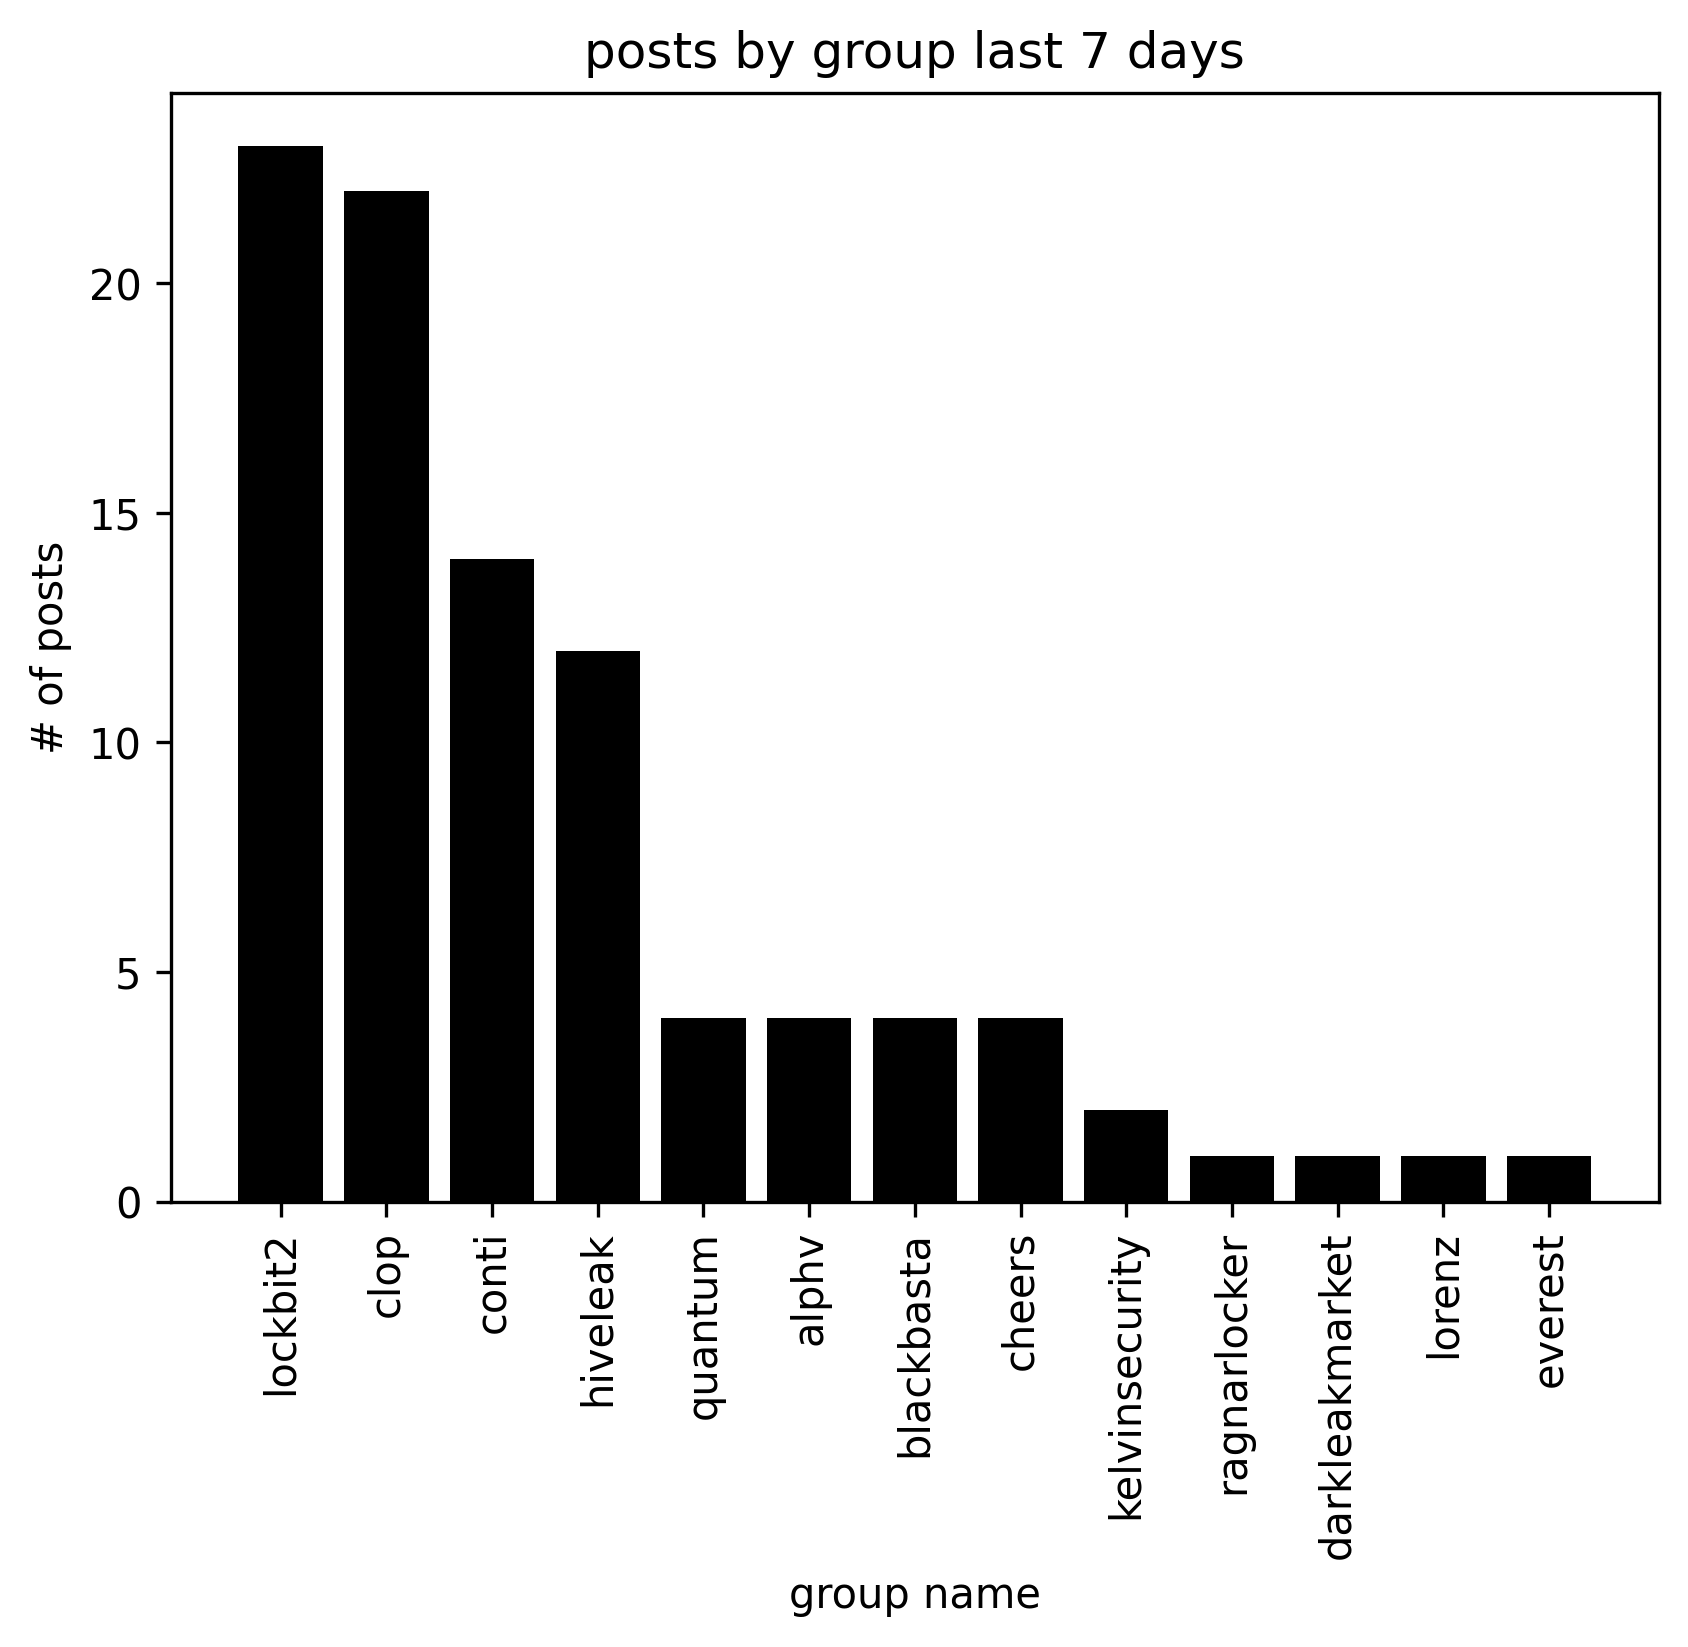 posts by group last 7 days
# of posts
20
15
10
5
0
lockbit2
clop
conti
hiveleak
quantum
alphv
blackbasta
cheers
kelvinsecurity
ragnarlocker
darkleakmarket
lorenz
everest
group name